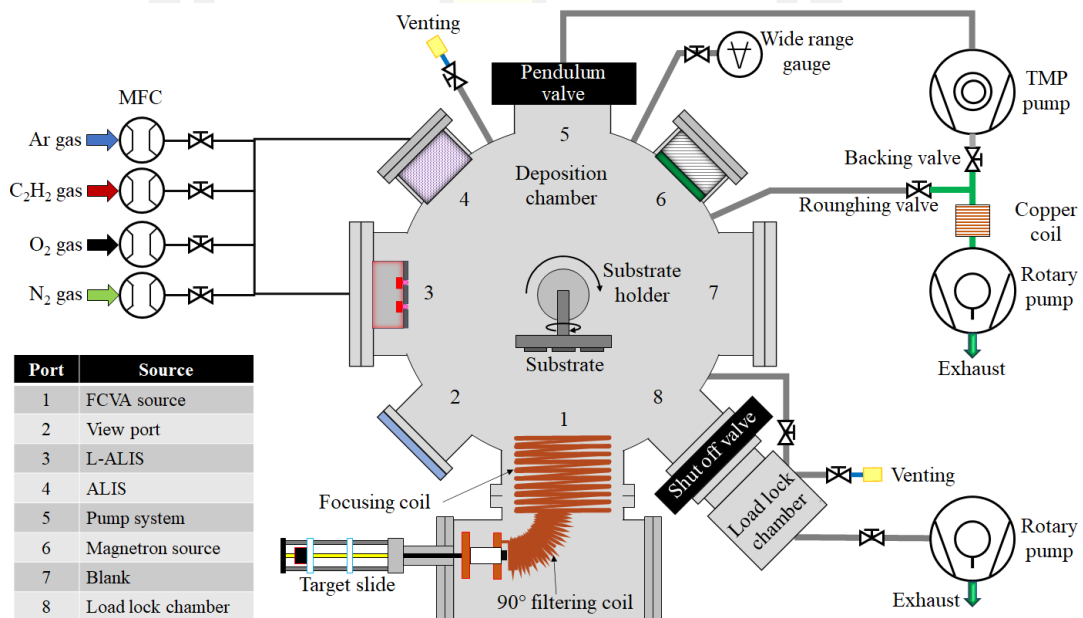 Venting
Wide range
gauge
Pendulum
valve
TMP
pump
MFC
Ar gas
C₂H₂ gas
O₂ gas
N₂ gas
5
Deposition
chamber
4
6
Backing valve
Rounghing valve
Copper
coil
Rotary
pump
Exhaust
3
Substrate
holder
7
Substrate
2
1
8
Port Source
1 FCVA source
2 View port
3 L-ALIS
4 ALIS
5 Pump system
6 Magnetron source
7 Blank
8 Load lock chamber
Focusing coil
Target slide
90° filtering coil
Shut off valve
Load lock
chamber
Venting
Rotary
pump
Exhaust